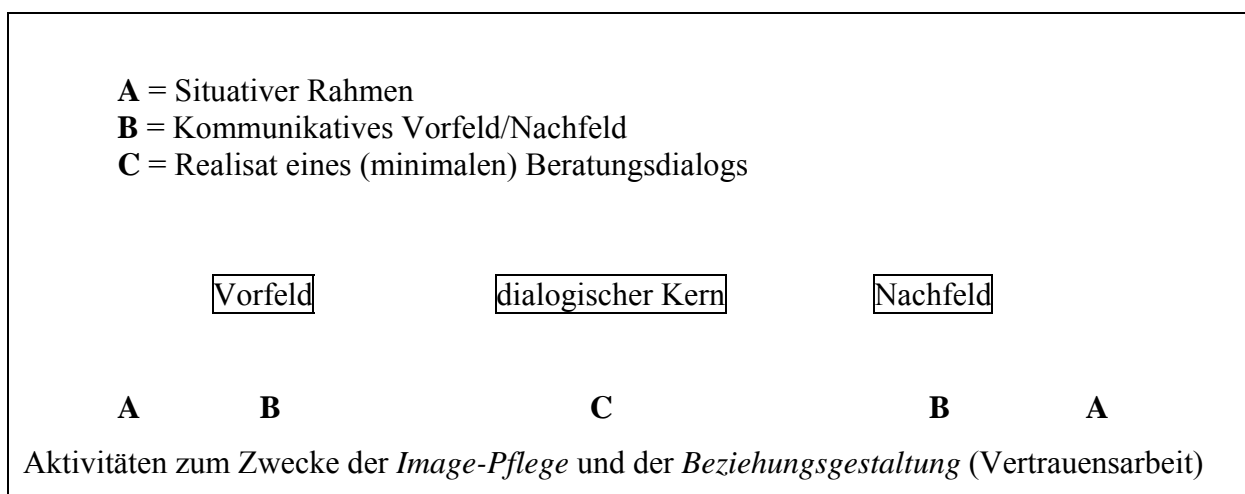 A = Situativer Rahmen
B = Kommunikatives Vorfeld/Nachfeld
C = Realisat eines (minimalen) Beratungsdialogs
Vorfeld dialogischer Kern Nachfeld
A B C B A
Aktivitäten zum Zwecke der Image-Pflege und der Beziehungsgestaltung (Vertrauensarbeit)